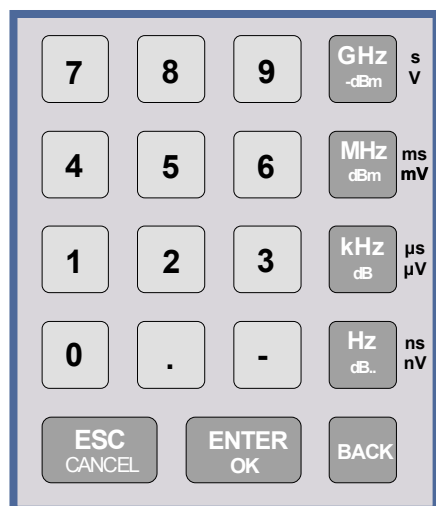 7 8 9 GHz s
-dBm V
4 5 6 MHz ms
dBm mV
1 2 3 kHz µs
dB µV
0 . - Hz ns
dB.. nV
ESC ENTER BACK
CANCEL OK